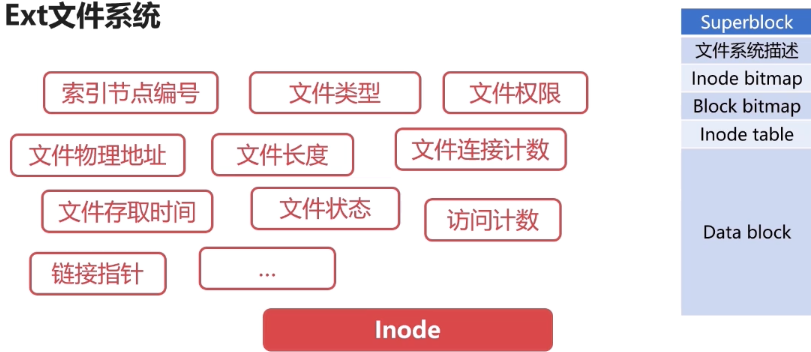 Ext文件系统
索引节点编号
文件类型
文件权限
文件物理地址
文件长度
文件连接计数
文件存取时间
文件状态
访问计数
链接指针
...
Inode
Superblock
文件系统描述
Inode bitmap
Block bitmap
Inode table
Data block